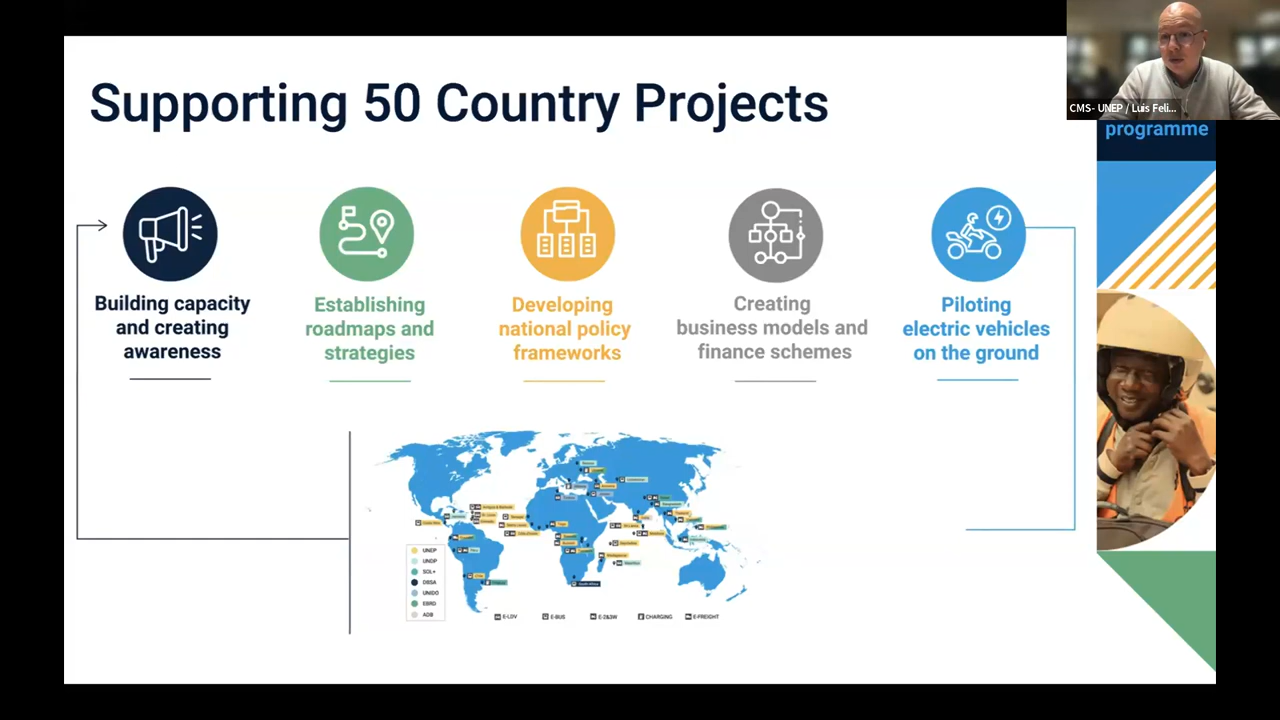 Supporting 50 Country Projects
CMS- UNEP / Luis Feli...
programme
Building capacity
and creating
awareness
Establishing
roadmaps and
strategies
Developing
national policy
frameworks
Creating
business models and
finance schemes
Piloting
electric vehicles
on the ground
UNEP
UNDP
SOL+
DBSA
UNIDO
EBRD
ADB
E-LDV
E-BUS
E-2&3W
CHARGING
E-FREIGHT